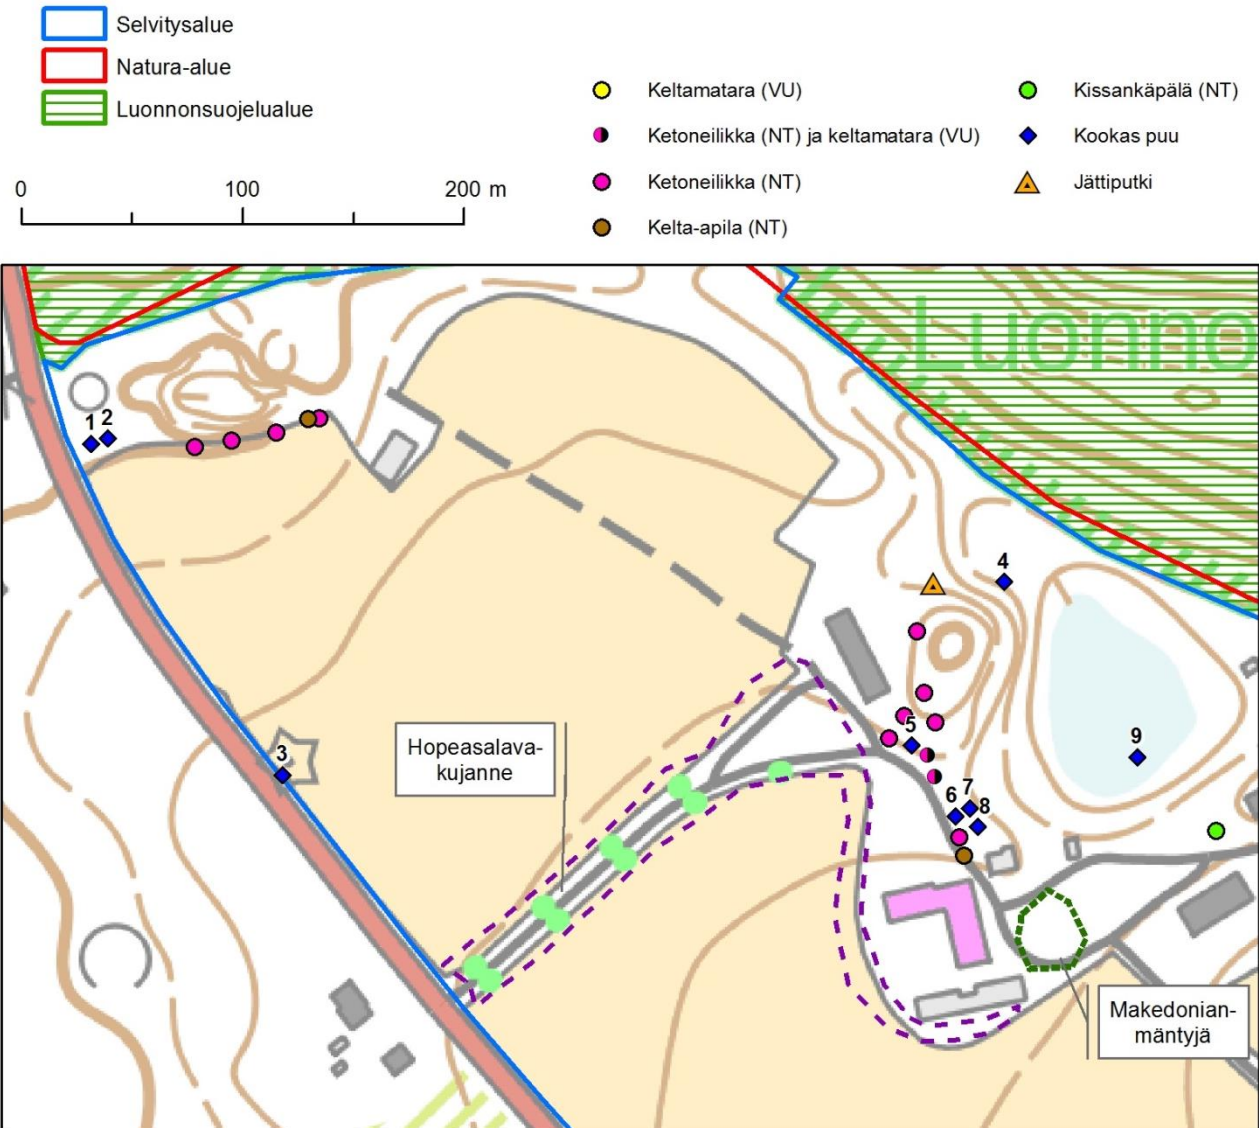 Selvitysalue
Natura-alue
Luonnonsuojelualue
0 100 200 m
Keltamatara (VU)
Ketoneilikka (NT) ja keltamatara (VU)
Ketoneilikka (NT)
Kelta-apila (NT)
Kissankäpälä (NT)
Kookas puu
Jättiputki
Luonno
1 2
4
3
5
9
7
6
8
Hopeasalava-
kujanne
Makedonian-
mäntyjä